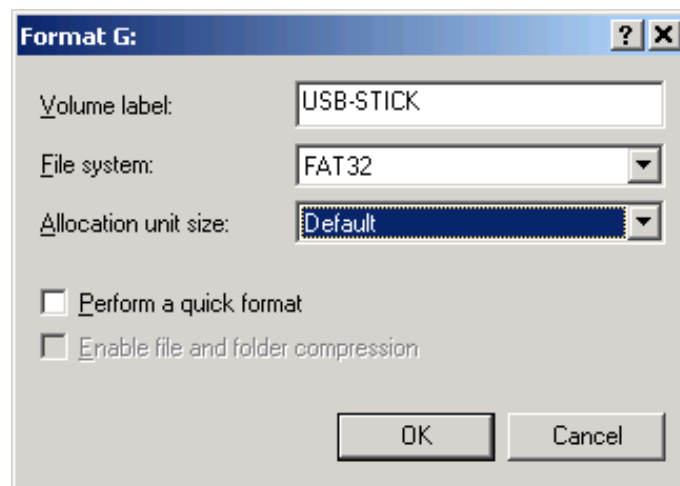 Format G:
Volume label: USB-STICK
File system: FAT32
Allocation unit size: Default
Perform a quick format
Enable file and folder compression
OK Cancel